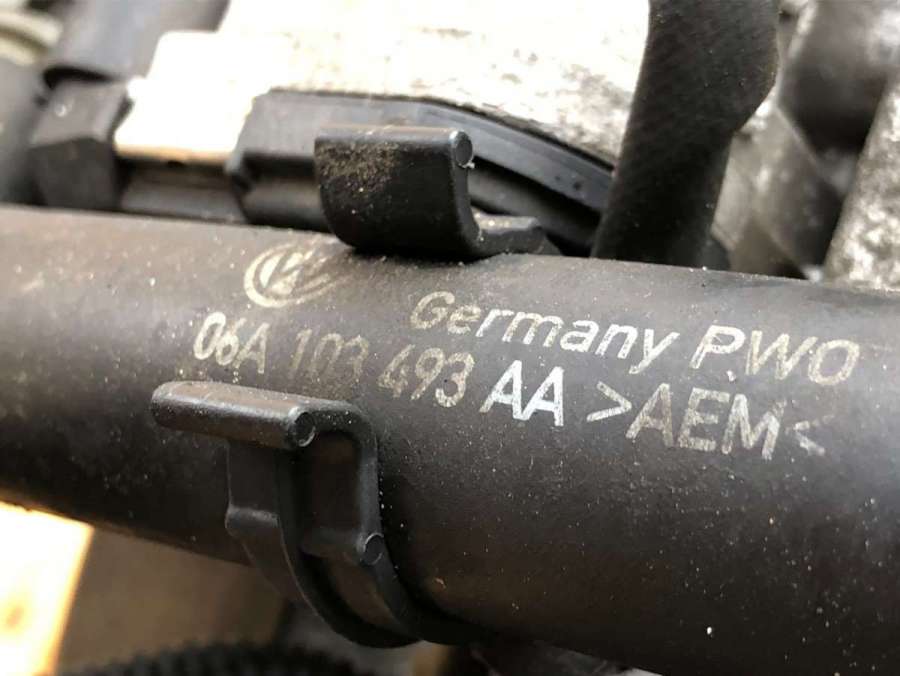 Germany PWO
06A 103 493 AA >AEM<